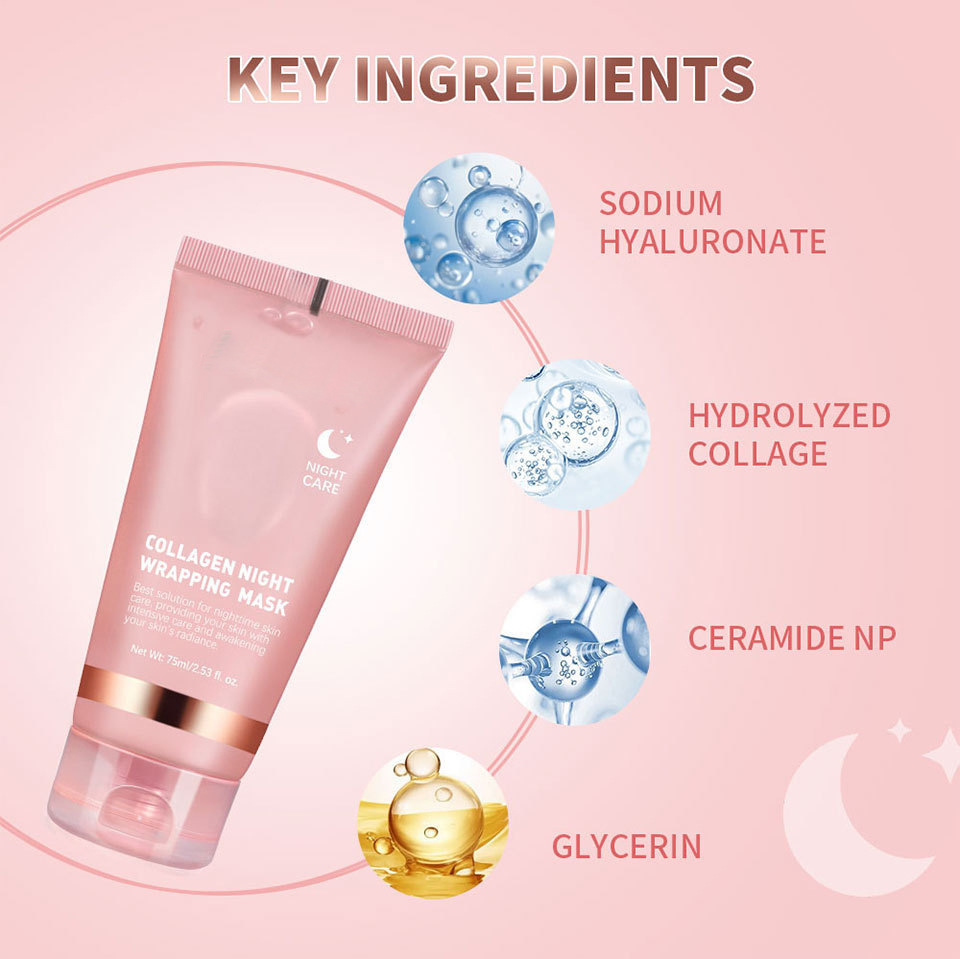 KEY INGREDIENTS
SODIUM
HYALURONATE
HYDROLYZED
COLLAGE
NIGHT
CARE
COLLAGEN NIGHT
WRAPPING MASK
Best solution for nighttime skin
care, providing your skin with
intensive care and awakening
your skin's radiance.
Net Wt: 75ml/2.53 fl. oz.
CERAMIDE NP
GLYCERIN